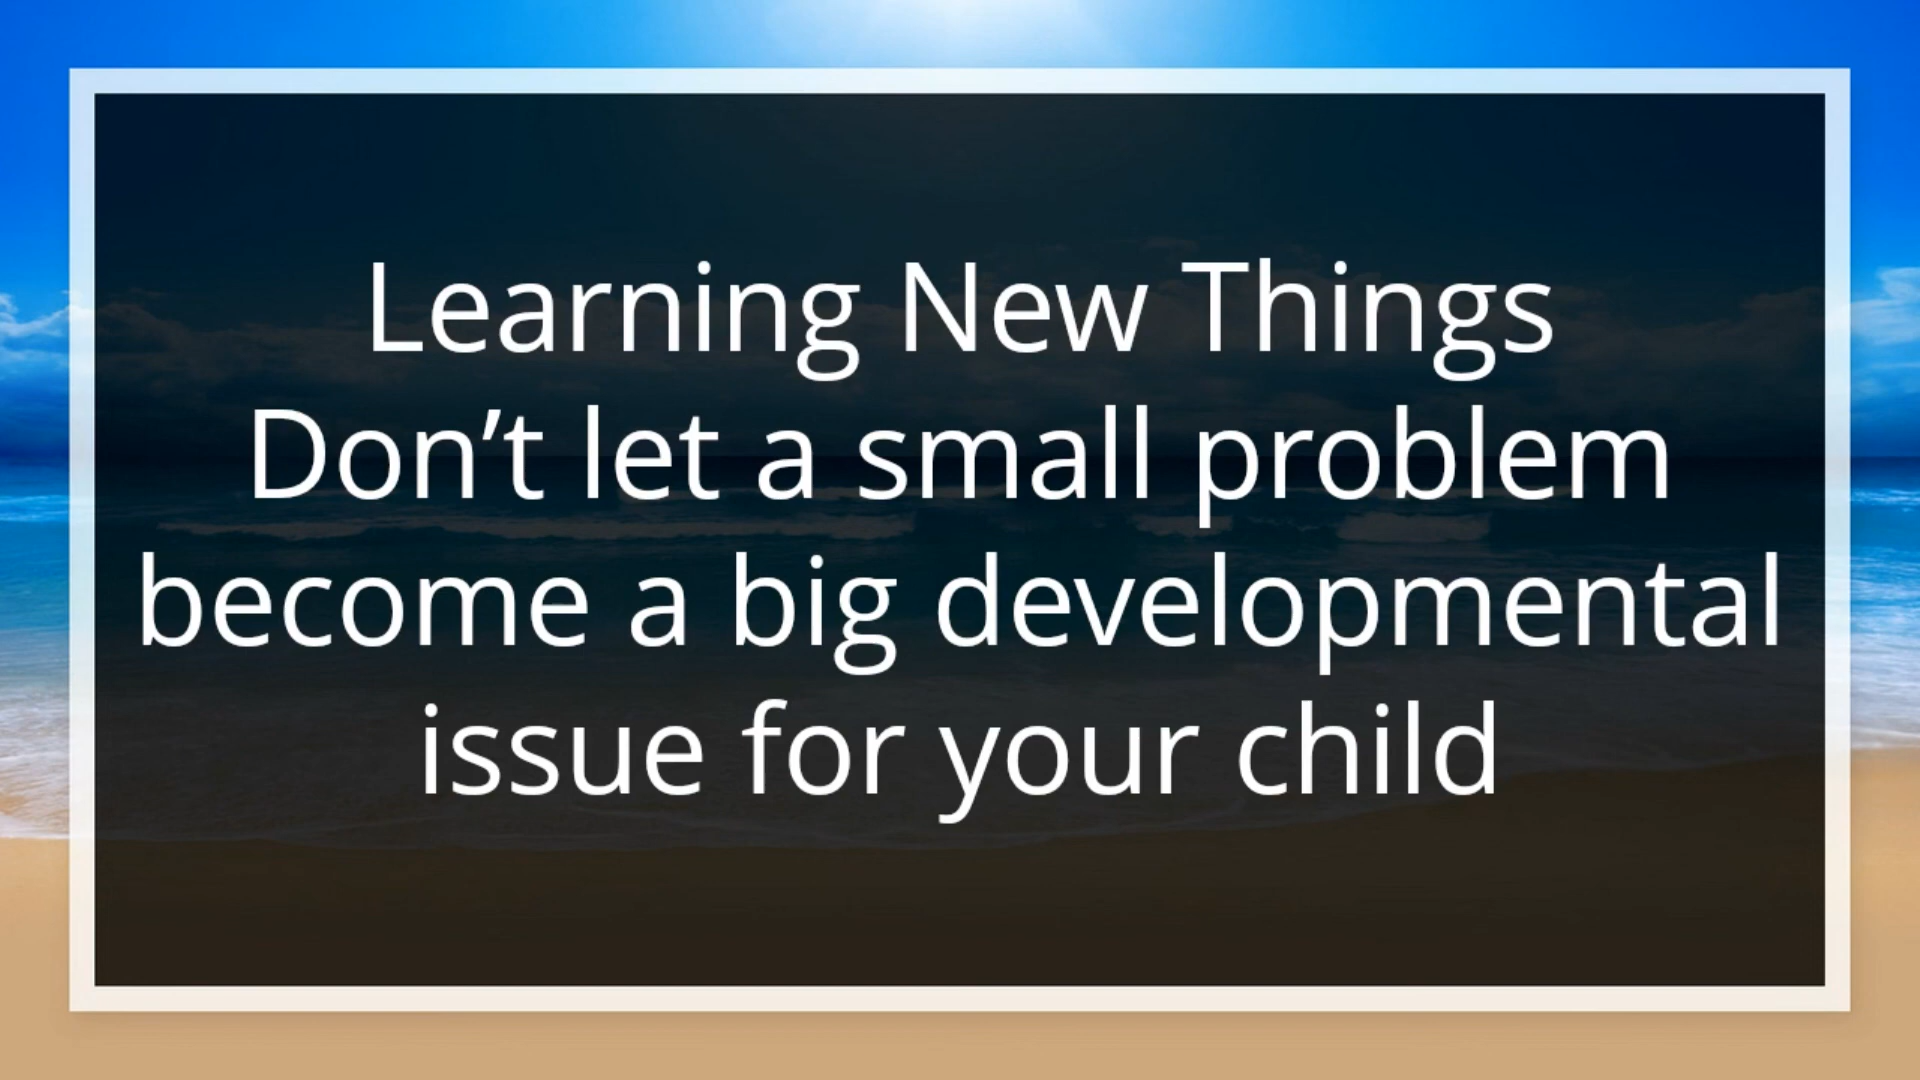 Learning New Things
Don’t let a small problem
become a big developmental
issue for your child